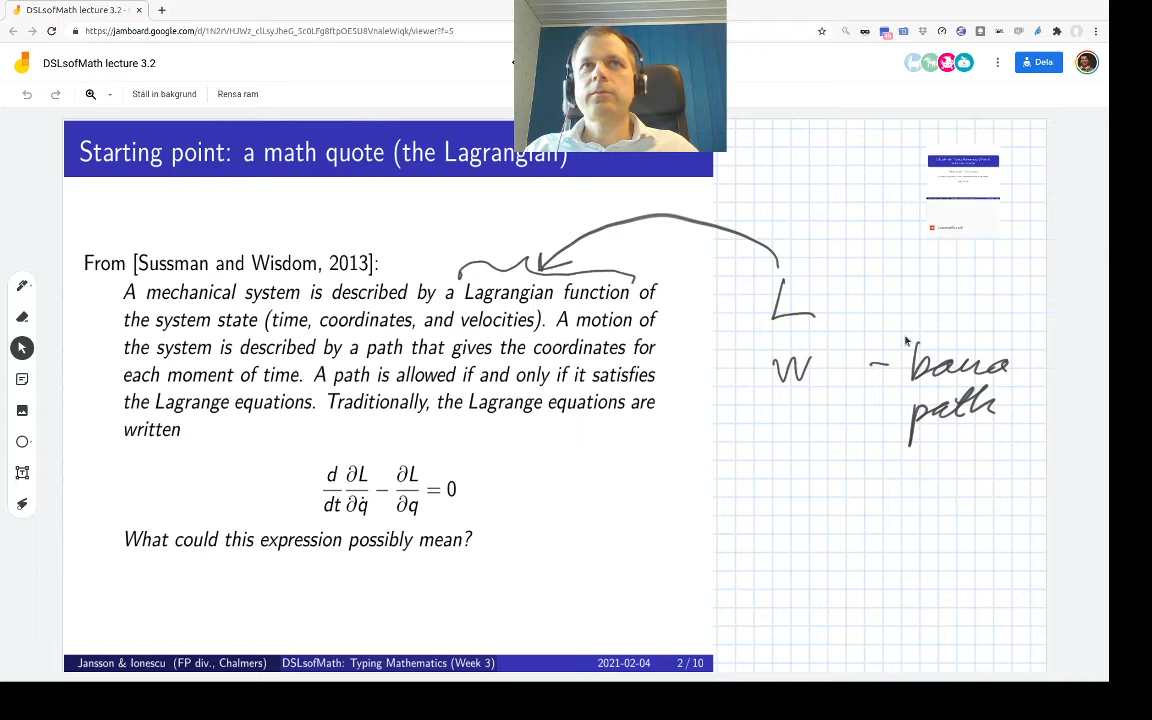 DSLsofMath lecture 3.2
https://jamboard.google.com/d/1N2rVHJWz_clLsyJheG_5c0LFg8ftpOE5U8VnaleWiqk/viewer?f=5
DSLsofMath lecture 3.2
Dela
Ställ in bakgrund
Rensa ram
Starting point: a math quote (the Lagrangian)
From [Sussman and Wisdom, 2013]:
A mechanical system is described by a Lagrangian function of
the system state (time, coordinates, and velocities). A motion of
the system is described by a path that gives the coordinates for
each moment of time. A path is allowed if and only if it satisfies
the Lagrange equations. Traditionally, the Lagrange equations are
written
d/dt ∂L/∂q̇ − ∂L/∂q = 0
What could this expression possibly mean?
L
w – bana
path
Jansson & Ionescu (FP div., Chalmers) DSLsofMath: Typing Mathematics (Week 3) 2021-02-04 2 / 10